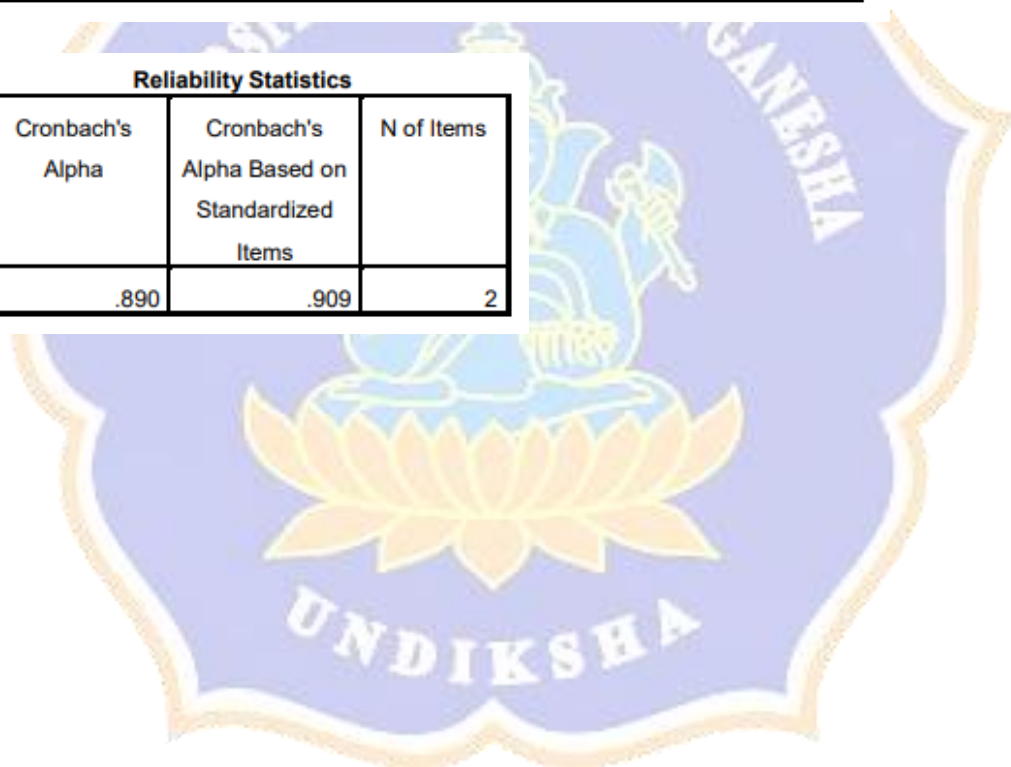 Reliability Statistics
Cronbach's Alpha
Cronbach's Alpha Based on Standardized Items
N of Items
.890 .909 2
GANESHA
UNDIKSHA